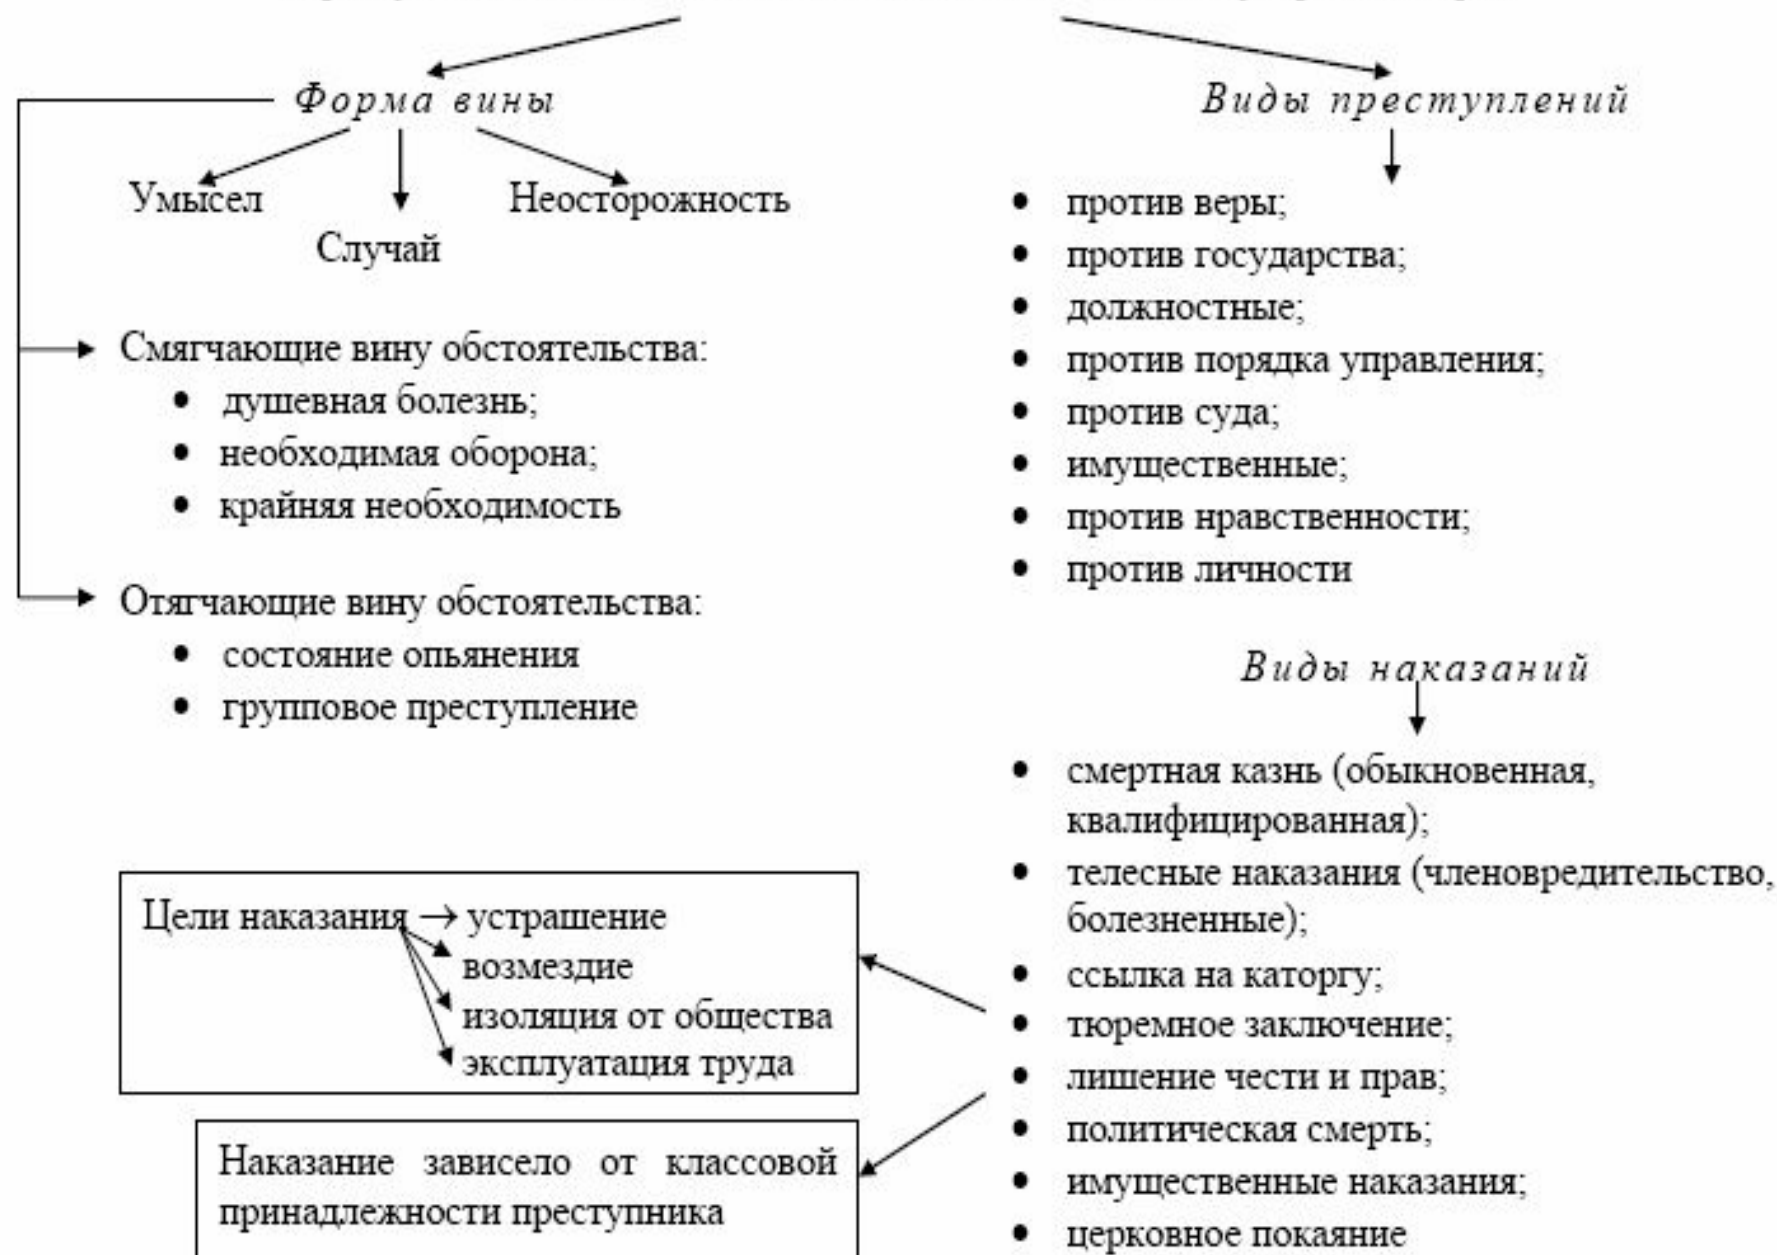 Форма вины
Умысел
Неосторожность
Случай
Смягчающие вину обстоятельства:
• душевная болезнь;
• необходимая оборона;
• крайняя необходимость
Отягчающие вину обстоятельства:
• состояние опьянения
• групповое преступление
Цели наказания → устрашение
возмездие
изоляция от общества
эксплуатация труда
Наказание зависело от классовой
принадлежности преступника
Виды преступлений
• против веры;
• против государства;
• должностные;
• против порядка управления;
• против суда;
• имущественные;
• против нравственности;
• против личности
Виды наказаний
• смертная казнь (обыкновенная,
квалифицированная);
• телесные наказания (членовредительство,
болезненные);
• ссылка на каторгу;
• тюремное заключение;
• лишение чести и прав;
• политическая смерть;
• имущественные наказания;
• церковное покаяние